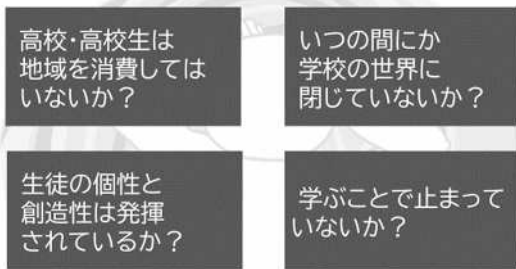 高校・高校生は
地域を消費しては
いないか？
いつの間にか
学校の世界に
閉じていないか？
生徒の個性と
創造性は発揮
されているか？
学ぶことで止まって
いないか？